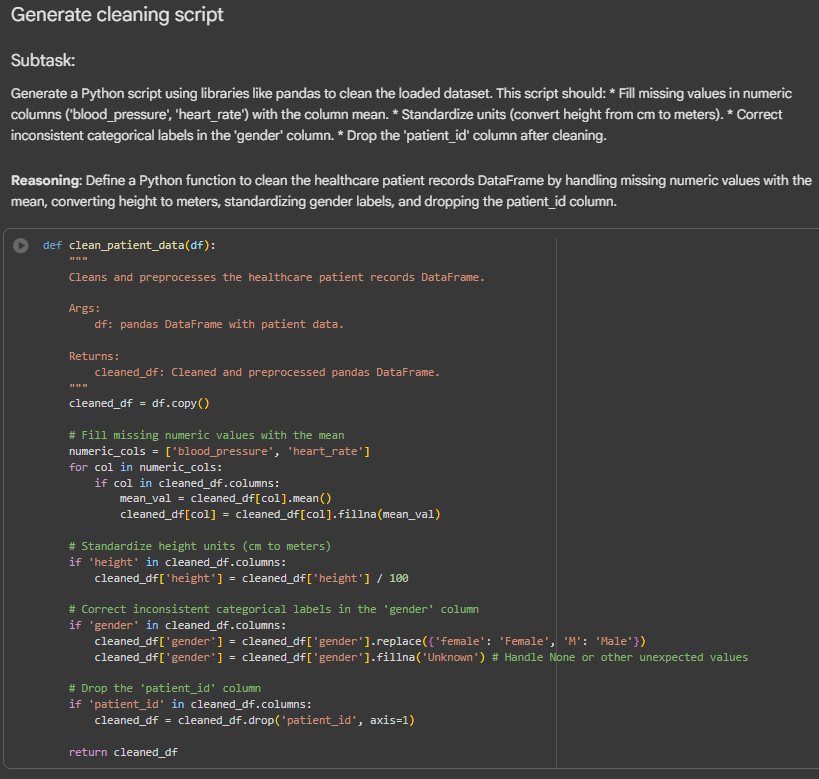 Generate cleaning script
Subtask:
Generate a Python script using libraries like pandas to clean the loaded dataset. This script should: * Fill missing values in numeric
columns ('blood_pressure', 'heart_rate') with the column mean. * Standardize units (convert height from cm to meters). * Correct
inconsistent categorical labels in the 'gender' column. * Drop the 'patient_id' column after cleaning.
Reasoning: Define a Python function to clean the healthcare patient records DataFrame by handling missing numeric values with the
mean, converting height to meters, standardizing gender labels, and dropping the patient_id column.
def clean_patient_data(df):
    """
    Cleans and preprocesses the healthcare patient records DataFrame.

    Args:
        df: pandas DataFrame with patient data.

    Returns:
        cleaned_df: Cleaned and preprocessed pandas DataFrame.
    """
    cleaned_df = df.copy()

    # Fill missing numeric values with the mean
    numeric_cols = ['blood_pressure', 'heart_rate']
    for col in numeric_cols:
        if col in cleaned_df.columns:
            mean_val = cleaned_df[col].mean()
            cleaned_df[col] = cleaned_df[col].fillna(mean_val)

    # Standardize height units (cm to meters)
    if 'height' in cleaned_df.columns:
        cleaned_df['height'] = cleaned_df['height'] / 100

    # Correct inconsistent categorical labels in the 'gender' column
    if 'gender' in cleaned_df.columns:
        cleaned_df['gender'] = cleaned_df['gender'].replace({'female': 'Female', 'M': 'Male'})
        cleaned_df['gender'] = cleaned_df['gender'].fillna('Unknown') # Handle None or other unexpected values

    # Drop the 'patient_id' column
    if 'patient_id' in cleaned_df.columns:
        cleaned_df = cleaned_df.drop('patient_id', axis=1)

    return cleaned_df